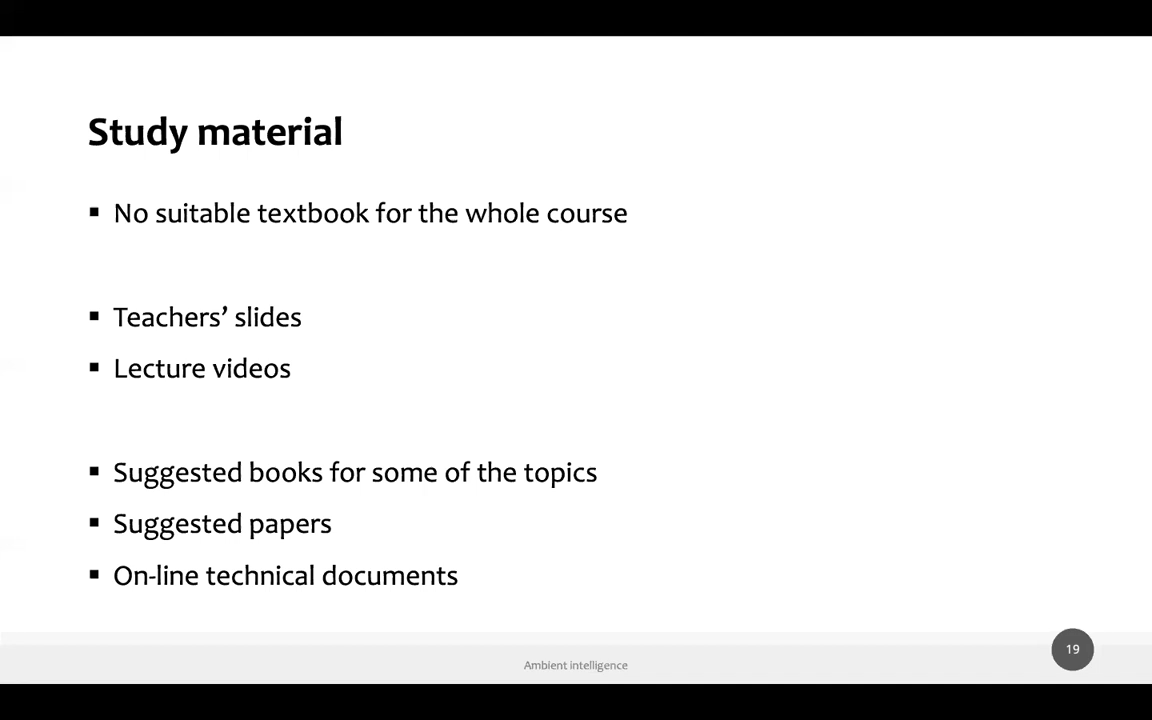 Study material
▪ No suitable textbook for the whole course
▪ Teachers’ slides
▪ Lecture videos
▪ Suggested books for some of the topics
▪ Suggested papers
▪ On-line technical documents
Ambient intelligence
19